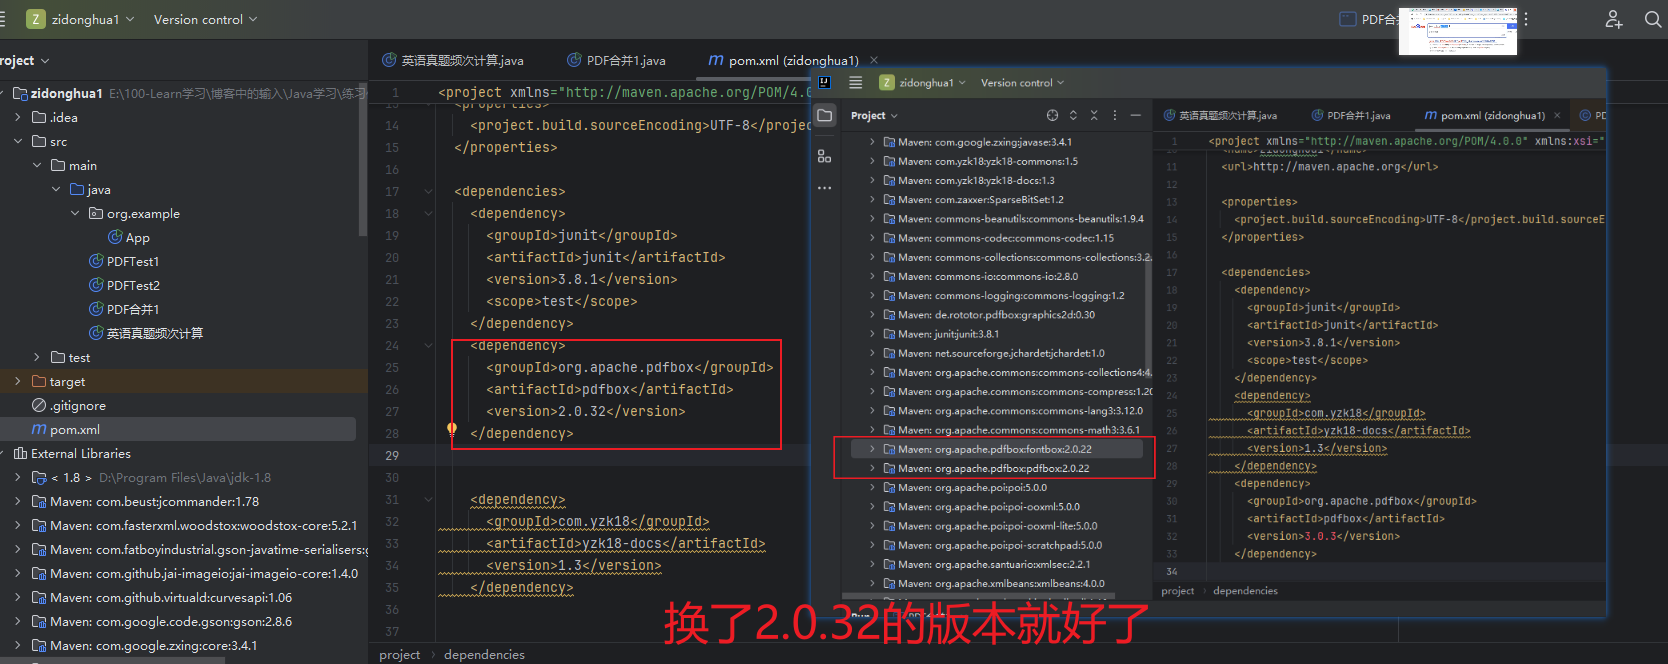 Z zidonghua1 Version control
PDF合
roject
英语真题频次计算.java PDF合并1.java m pom.xml (zidonghua1)
zidonghua1 E:\100-Learn学习\博客中的输入\Java学习\练习
.idea
src
main
java
org.example
App
PDFTest1
PDFTest2
PDF合并1
英语真题频次计算
test
target
.gitignore
m pom.xml
External Libraries
< 1.8 > D:\Program Files\Java\jdk-1.8
Maven: com.beust:jcommander:1.78
Maven: com.fasterxml.woodstox:woodstox-core:5.2.1
Maven: com.fatboyindustrial.gson-javatime-serialisers:g
Maven: com.github.jai-imageio:jai-imageio-core:1.4.0
Maven: com.github.virtuald:curvesapi:1.06
Maven: com.google.code.gson:gson:2.8.6
Maven: com.google.zxing:core:3.4.1
1 <project xmlns="http://maven.apache.org/POM/4.0
13 <properties>
14 <project.build.sourceEncoding>UTF-8</projec
15 </properties>
16
17 <dependencies>
18 <dependency>
19 <groupId>junit</groupId>
20 <artifactId>junit</artifactId>
21 <version>3.8.1</version>
22 <scope>test</scope>
23 </dependency>
24 <dependency>
25 <groupId>org.apache.pdfbox</groupId>
26 <artifactId>pdfbox</artifactId>
27 <version>2.0.32</version>
28 </dependency>
29
30
31 <dependency>
32 <groupId>com.yzk18</groupId>
33 <artifactId>yzk18-docs</artifactId>
34 <version>1.3</version>
35 </dependency>
36
37
project > dependencies
Z zidonghua1 Version control
Project
英语真题频次计算.java PDF合并1.java m pom.xml (zidonghua1) PD
Maven: com.google.zxing:javase:3.4.1
Maven: com.yzk18:yzk18-commons:1.5
Maven: com.yzk18:yzk18-docs:1.3
Maven: com.zaxxer:SparseBitSet:1.2
Maven: commons-beanutils:commons-beanutils:1.9.4
Maven: commons-codec:commons-codec:1.15
Maven: commons-collections:commons-collections:3.2.
Maven: commons-io:commons-io:2.8.0
Maven: commons-logging:commons-logging:1.2
Maven: de.rototor.pdfbox:graphics2d:0.30
Maven: junit:junit:3.8.1
Maven: net.sourceforge.jchardet:jchardet:1.0
Maven: org.apache.commons:commons-collections4:4.
Maven: org.apache.commons:commons-compress:1.20
Maven: org.apache.commons:commons-lang3:3.12.0
Maven: org.apache.commons:commons-math3:3.6.1
Maven: org.apache.pdfbox:fontbox:2.0.22
Maven: org.apache.pdfbox:pdfbox:2.0.22
Maven: org.apache.poi:poi:5.0.0
Maven: org.apache.poi:poi-ooxml:5.0.0
Maven: org.apache.poi:poi-ooxml-lite:5.0.0
Maven: org.apache.poi:poi-scratchpad:5.0.0
Maven: org.apache.santuario:xmlsec:2.2.1
Maven: org.apache.xmlbeans:xmlbeans:4.0.0
1 <project xmlns="http://maven.apache.org/POM/4.0.0" xmlns:xsi="
10 <name>zidonghua1</name>
11 <url>http://maven.apache.org</url>
12
13 <properties>
14 <project.build.sourceEncoding>UTF-8</project.build.sourceE
15 </properties>
16
17 <dependencies>
18 <dependency>
19 <groupId>junit</groupId>
20 <artifactId>junit</artifactId>
21 <version>3.8.1</version>
22 <scope>test</scope>
23 </dependency>
24 <dependency>
25 <groupId>com.yzk18</groupId>
26 <artifactId>yzk18-docs</artifactId>
27 <version>1.3</version>
28 </dependency>
29 <dependency>
30 <groupId>org.apache.pdfbox</groupId>
31 <artifactId>pdfbox</artifactId>
32 <version>3.0.3</version>
33 </dependency>
34
project > dependencies
换了2.0.32的版本就好了